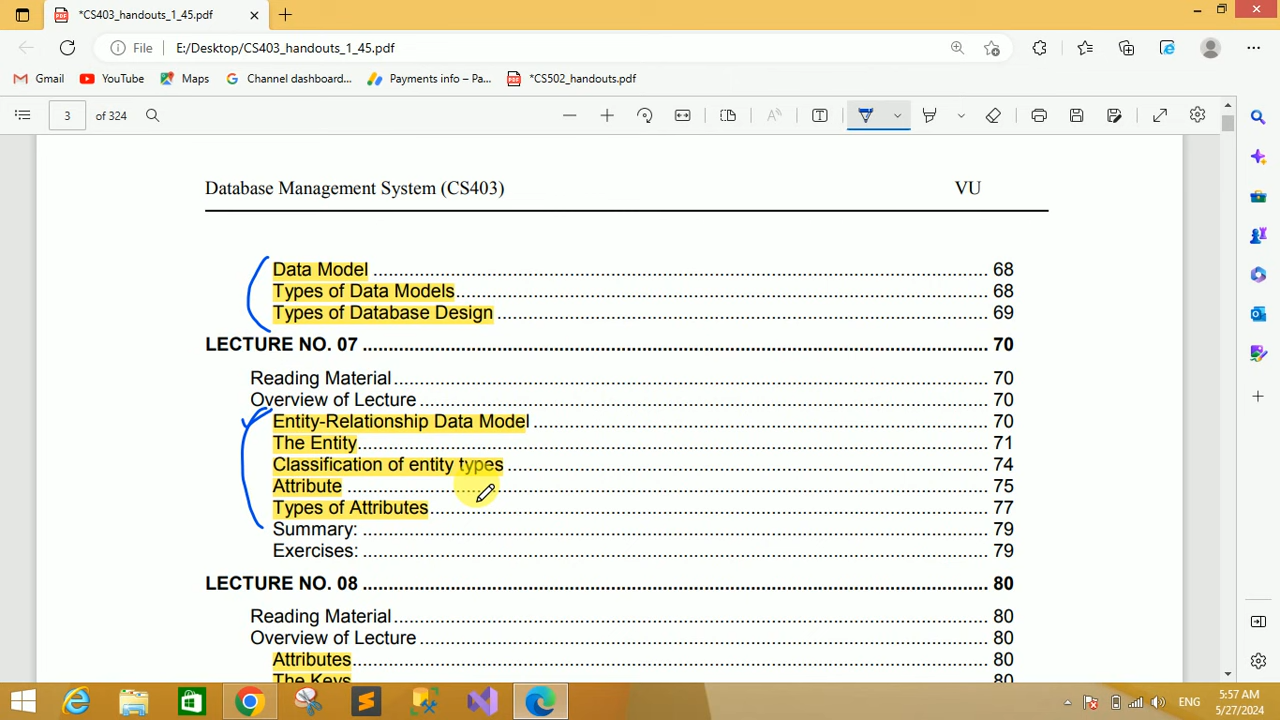 *CS403_handouts_1_45.pdf
File E:/Desktop/CS403_handouts_1_45.pdf
Gmail YouTube Maps Channel dashboard... Payments info – Pa... *CS502_handouts.pdf
3 of 324
Database Management System (CS403) VU
Data Model ........ 68
Types of Data Models ........ 68
Types of Database Design ........ 69
LECTURE NO. 07 ........ 70
Reading Material ........ 70
Overview of Lecture ........ 70
Entity-Relationship Data Model ........ 70
The Entity ........ 71
Classification of entity types ........ 74
Attribute ........ 75
Types of Attributes ........ 77
Summary: ........ 79
Exercises: ........ 79
LECTURE NO. 08 ........ 80
Reading Material ........ 80
Overview of Lecture ........ 80
Attributes ........ 80
The Keys ........ 80
ENG
5:57 AM
5/27/2024